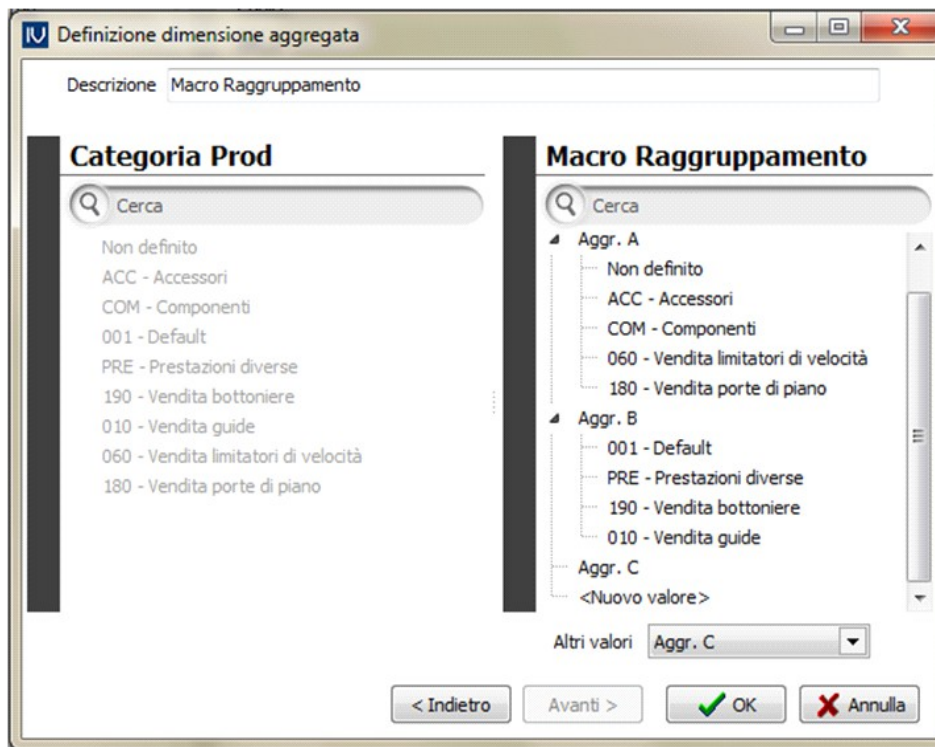 IU Definizione dimensione aggregata
Descrizione Macro Raggruppamento
Categoria Prod
Cerca
Non definito
ACC - Accessori
COM - Componenti
001 - Default
PRE - Prestazioni diverse
190 - Vendita bottoniere
010 - Vendita guide
060 - Vendita limitatori di velocità
180 - Vendita porte di piano
Macro Raggruppamento
Cerca
Aggr. A
Non definito
ACC - Accessori
COM - Componenti
060 - Vendita limitatori di velocità
180 - Vendita porte di piano
Aggr. B
001 - Default
PRE - Prestazioni diverse
190 - Vendita bottoniere
010 - Vendita guide
Aggr. C
<Nuovo valore>
Altri valori Aggr. C
< Indietro Avanti > OK Annulla